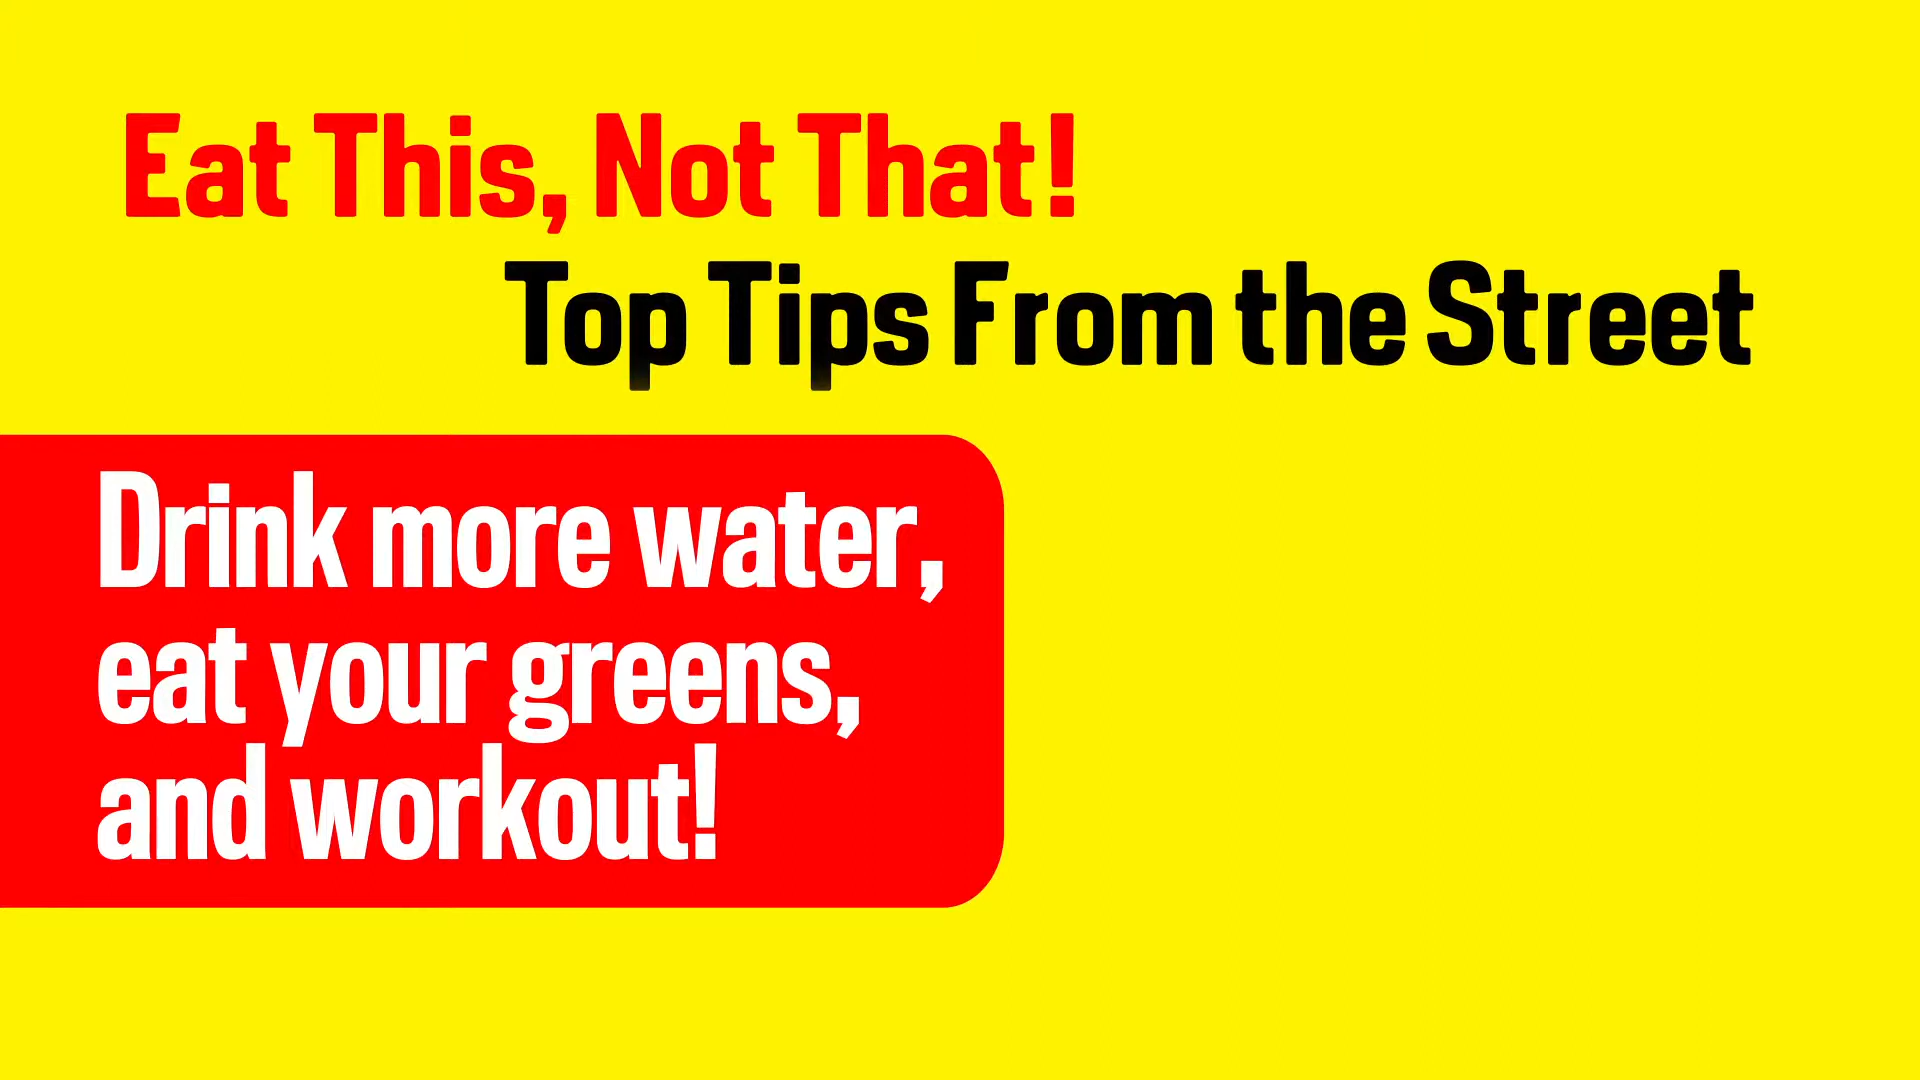 Eat This, Not That!
Top Tips From the Street
Drink more water,
eat your greens,
and workout!